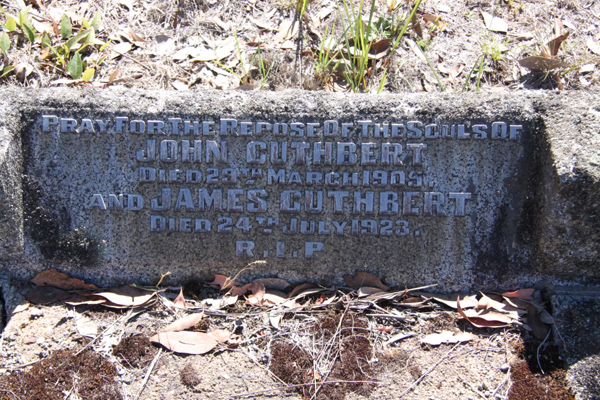 PRAY FOR THE REPOSE OF THE SOULS OF
JOHN CUTHBERT
DIED 29TH MARCH 1905.
AND JAMES CUTHBERT
DIED 24TH JULY 1923.
R.I.P